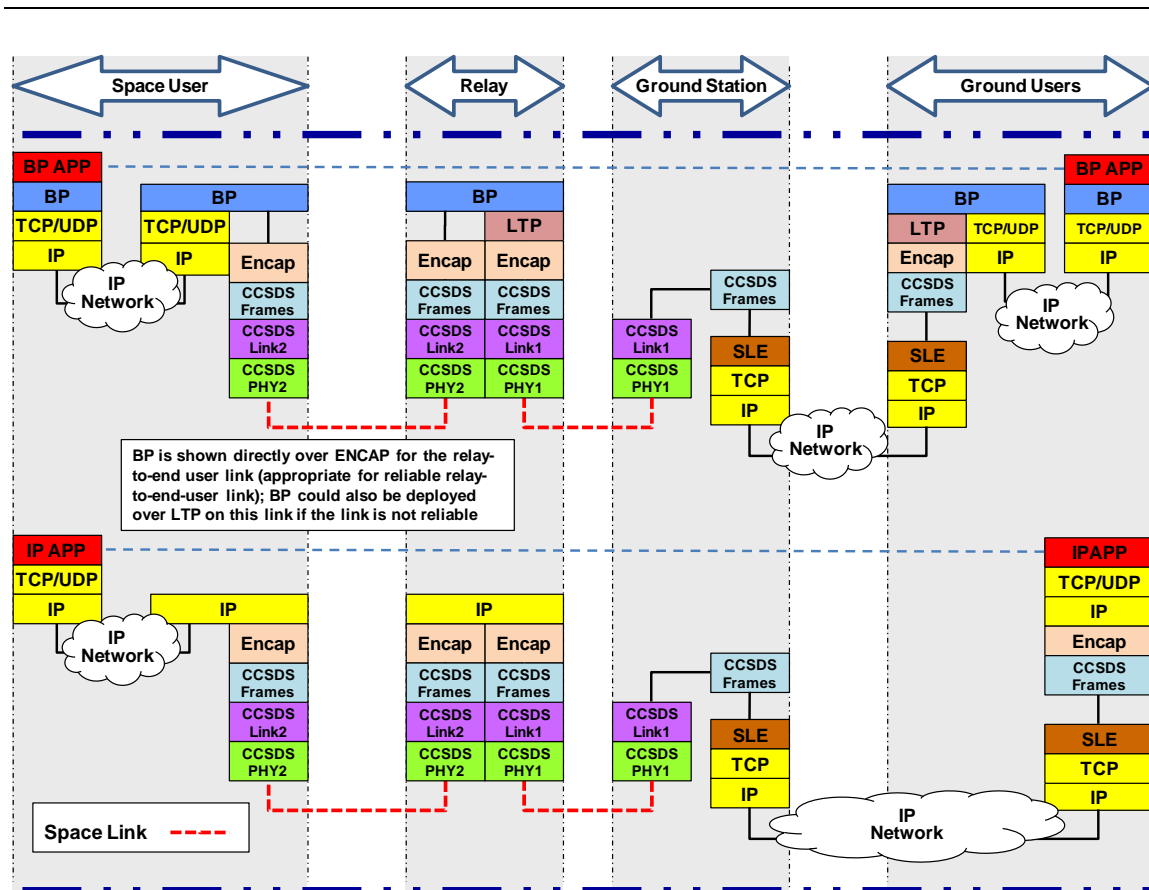 Space User
Relay
Ground Station
Ground Users
BP APP
BP
TCP/UDP
IP
IP
Network
BP
TCP/UDP
IP
Encap
CCSDS
Frames
CCSDS
Link2
CCSDS
PHY2
BP
LTP
Encap
Encap
CCSDS
Frames
CCSDS
Frames
CCSDS
Link2
CCSDS
Link1
CCSDS
PHY2
CCSDS
PHY1
CCSDS
Link1
CCSDS
PHY1
CCSDS
Frames
SLE
TCP
IP
IP
Network
BP
LTP
TCP/UDP
Encap
IP
CCSDS
Frames
SLE
TCP
IP
IP
Network
BP APP
BP
TCP/UDP
IP
BP is shown directly over ENCAP for the relay-
to-end user link (appropriate for reliable relay-
to-end-user link); BP could also be deployed
over LTP on this link if the link is not reliable
IP APP
TCP/UDP
IP
IP
Network
IP
Encap
CCSDS
Frames
CCSDS
Link2
CCSDS
PHY2
IP
Encap
Encap
CCSDS
Frames
CCSDS
Frames
CCSDS
Link2
CCSDS
Link1
CCSDS
PHY2
CCSDS
PHY1
CCSDS
Link1
CCSDS
PHY1
CCSDS
Frames
SLE
TCP
IP
IP
Network
IP APP
TCP/UDP
IP
Encap
CCSDS
Frames
SLE
TCP
IP
Space Link